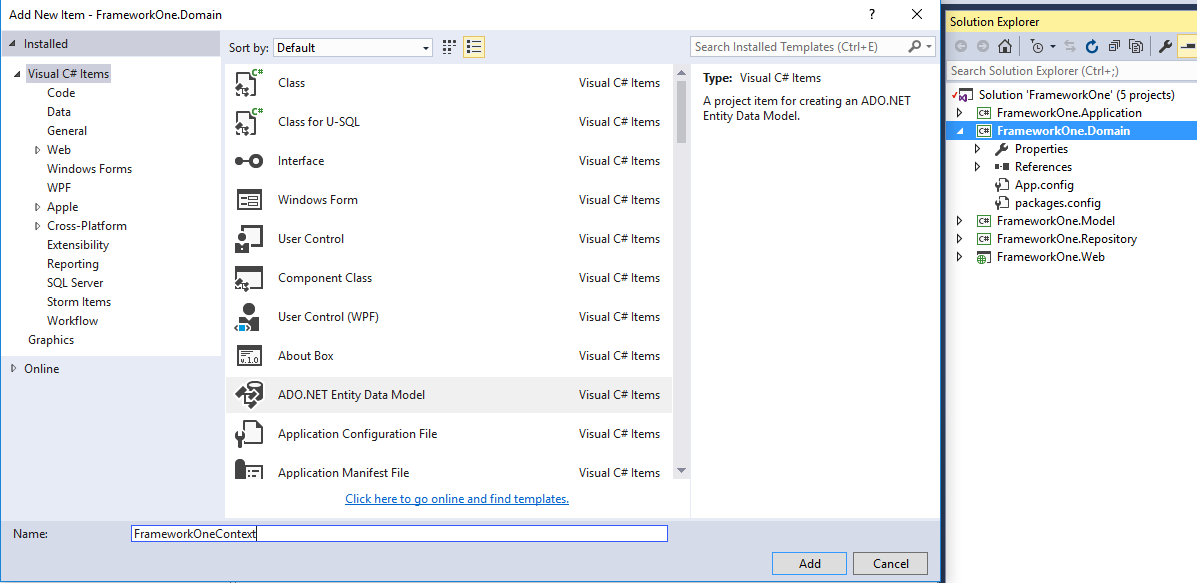 Add New Item - FrameworkOne.Domain
?
Installed
Sort by:
Default
Search Installed Templates (Ctrl+E)
Visual C# Items
Code
Data
General
Web
Windows Forms
WPF
Apple
Cross-Platform
Extensibility
Reporting
SQL Server
Storm Items
Workflow
Graphics
Online
Class Visual C# Items
Class for U-SQL Visual C# Items
Interface Visual C# Items
Windows Form Visual C# Items
User Control Visual C# Items
Component Class Visual C# Items
User Control (WPF) Visual C# Items
About Box Visual C# Items
ADO.NET Entity Data Model Visual C# Items
Application Configuration File Visual C# Items
Application Manifest File Visual C# Items
Click here to go online and find templates.
Type: Visual C# Items
A project item for creating an ADO.NET
Entity Data Model.
Name:
FrameworkOneContext
Add
Cancel
Solution Explorer
Search Solution Explorer (Ctrl+;)
Solution 'FrameworkOne' (5 projects)
C# FrameworkOne.Application
C# FrameworkOne.Domain
Properties
References
App.config
packages.config
C# FrameworkOne.Model
C# FrameworkOne.Repository
FrameworkOne.Web